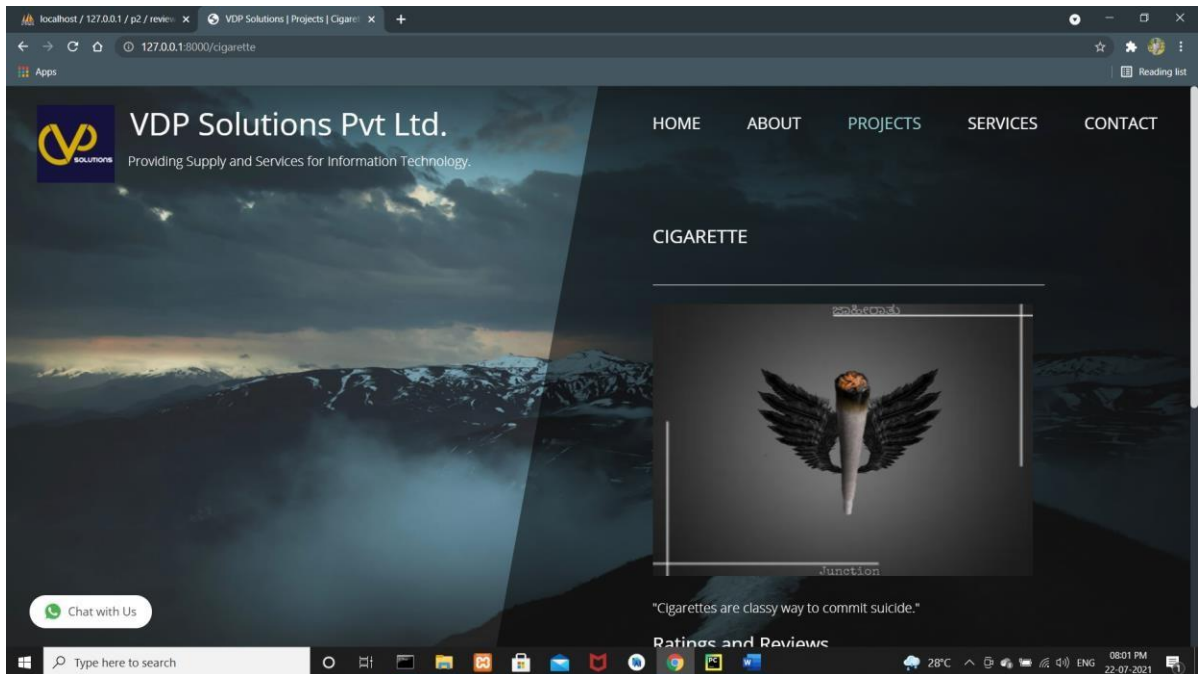 localhost / 127.0.0.1 / p2 / review
VDP Solutions | Projects | Cigaret
127.0.0.1:8000/cigarette
Apps
Reading list
SOLUTIONS
VDP Solutions Pvt Ltd.
Providing Supply and Services for Information Technology.
HOME ABOUT PROJECTS SERVICES CONTACT
CIGARETTE
ಜಾಹೀರಾತು
Junction
"Cigarettes are classy way to commit suicide."
Ratings and Reviews
Chat with Us
Type here to search
28°C
ENG
08:01 PM
22-07-2021